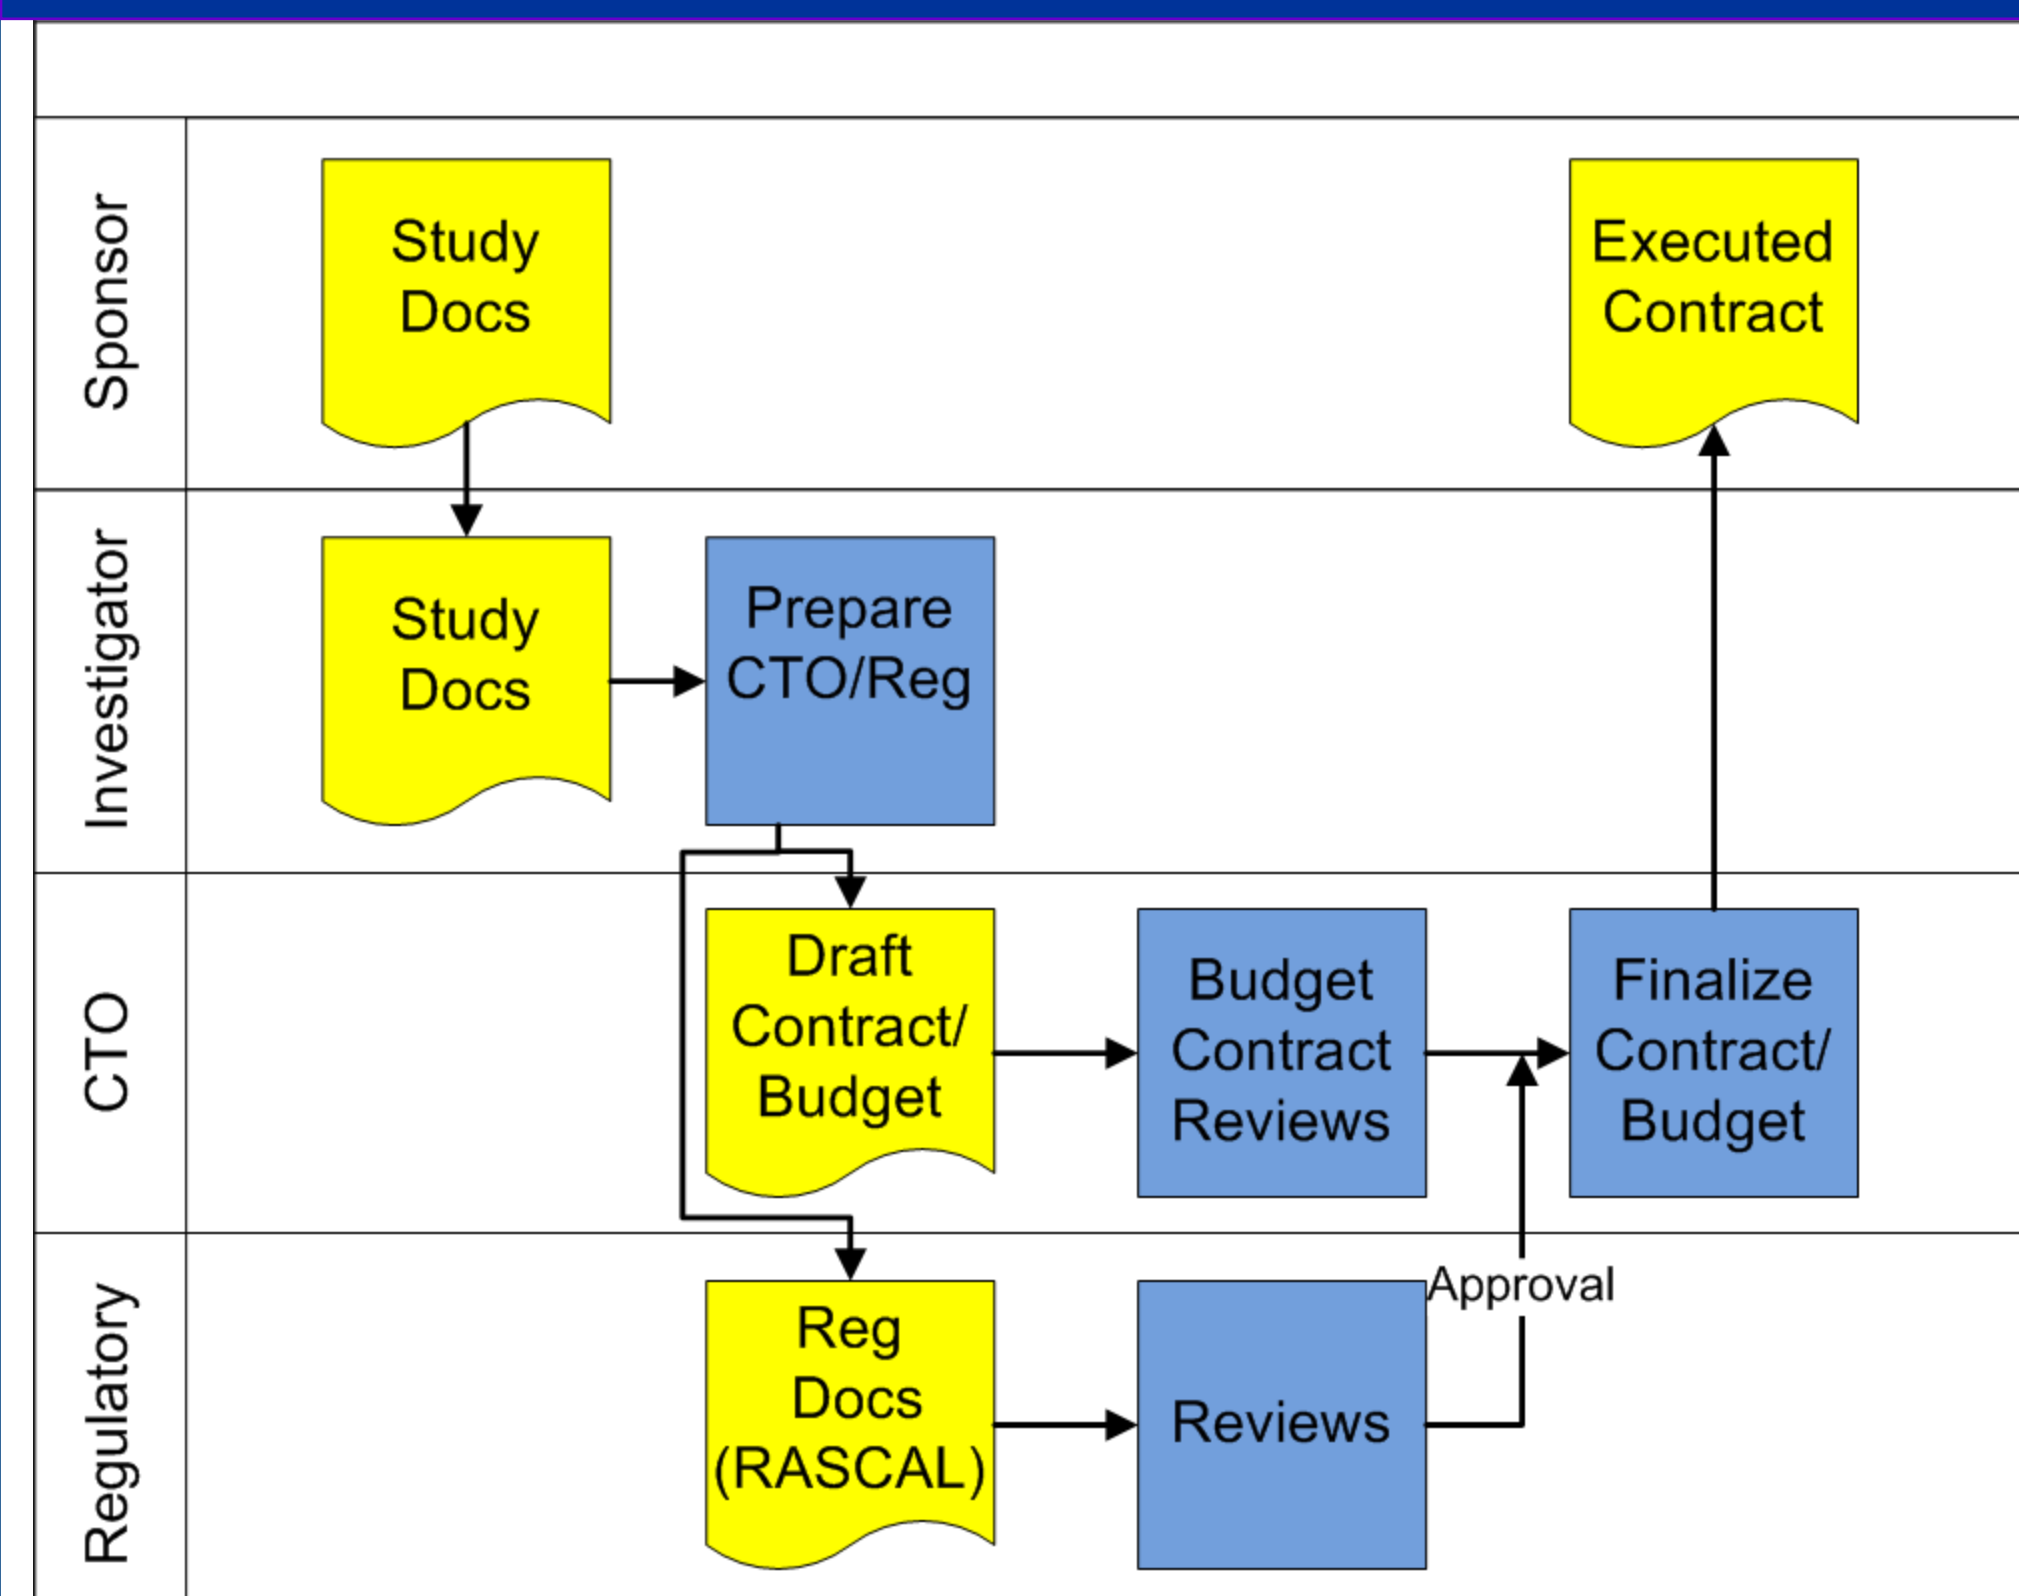 Sponsor
Study
Docs
Executed
Contract
Investigator
Study
Docs
Prepare
CTO/Reg
CTO
Draft
Contract/
Budget
Budget
Contract
Reviews
Finalize
Contract/
Budget
Regulatory
Reg
Docs
(RASCAL)
Reviews
Approval